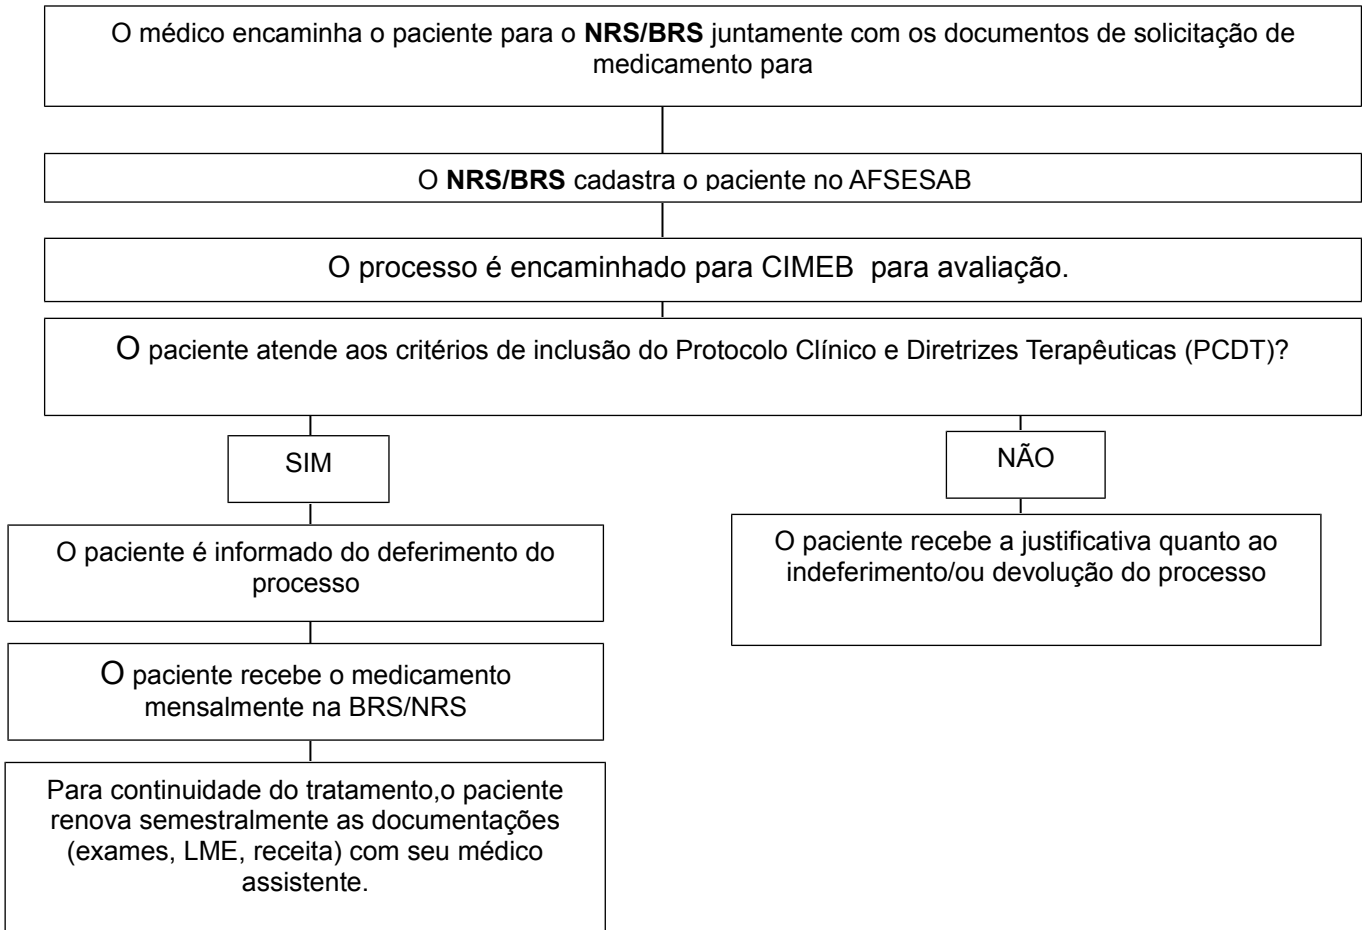 O médico encaminha o paciente para o NRS/BRS juntamente com os documentos de solicitação de
medicamento para
O NRS/BRS cadastra o paciente no AFSESAB
O processo é encaminhado para CIMEB para avaliação.
O paciente atende aos critérios de inclusão do Protocolo Clínico e Diretrizes Terapêuticas (PCDT)?
SIM
NÃO
O paciente é informado do deferimento do
processo
O paciente recebe a justificativa quanto ao
indeferimento/ou devolução do processo
O paciente recebe o medicamento
mensalmente na BRS/NRS
Para continuidade do tratamento,o paciente
renova semestralmente as documentações
(exames, LME, receita) com seu médico
assistente.